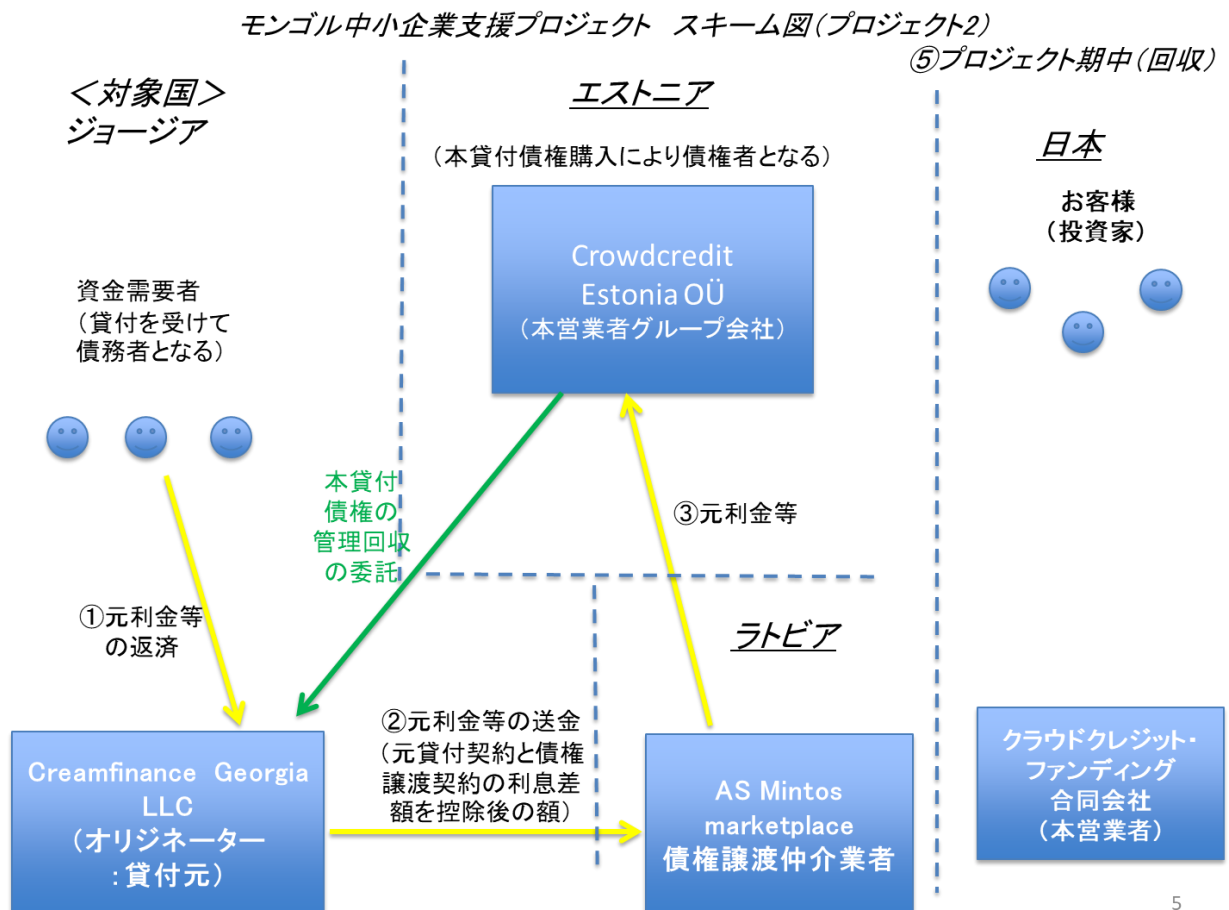 モンゴル中小企業支援プロジェクト　スキーム図(プロジェクト2)
⑤プロジェクト期中(回収)
＜対象国＞
ジョージア
エストニア
日本
(本貸付債権購入により債権者となる)
お客様
(投資家)
Crowdcredit
Estonia OÜ
(本営業者グループ会社)
資金需要者
(貸付を受けて
債務者となる)
本貸付
債権の
管理回収
の委託
③元利金等
①元利金等
の返済
ラトビア
②元利金等の送金
(元貸付契約と債権
譲渡契約の利息差
額を控除後の額)
Creamfinance Georgia
LLC
(オリジネーター
:貸付元)
AS Mintos
marketplace
債権譲渡仲介業者
クラウドクレジット・
ファンディング
合同会社
(本営業者)
5